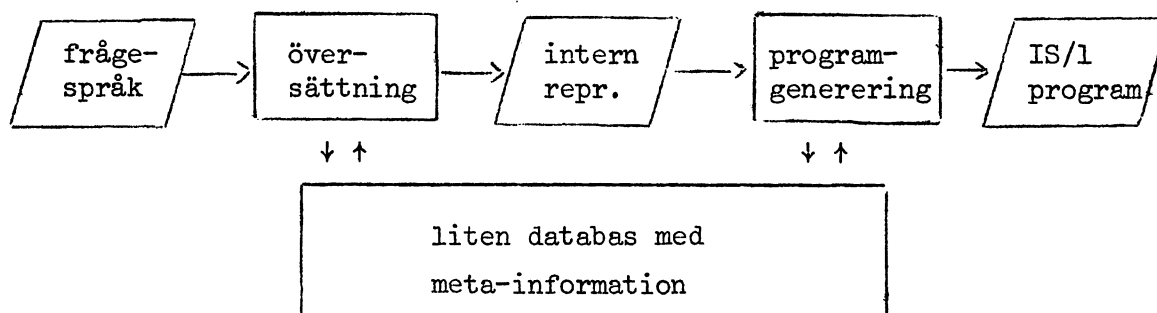 fråge-
språk
över-
sättning
intern
repr.
program-
generering
IS/1
program
liten databas med
meta-information